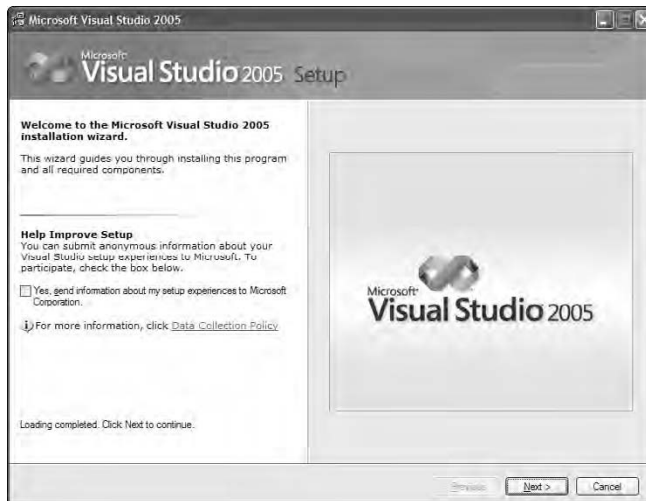 Microsoft Visual Studio 2005
Microsoft
Visual Studio 2005 Setup
Welcome to the Microsoft Visual Studio 2005
installation wizard.
This wizard guides you through installing this program
and all required components.
Help Improve Setup
You can submit anonymous information about your
Visual Studio setup experiences to Microsoft. To
participate, check the box below.
Yes, send information about my setup experiences to Microsoft
Corporation.
For more information, click Data Collection Policy
Loading completed. Click Next to continue.
Microsoft
Visual Studio 2005
Previous
Next >
Cancel